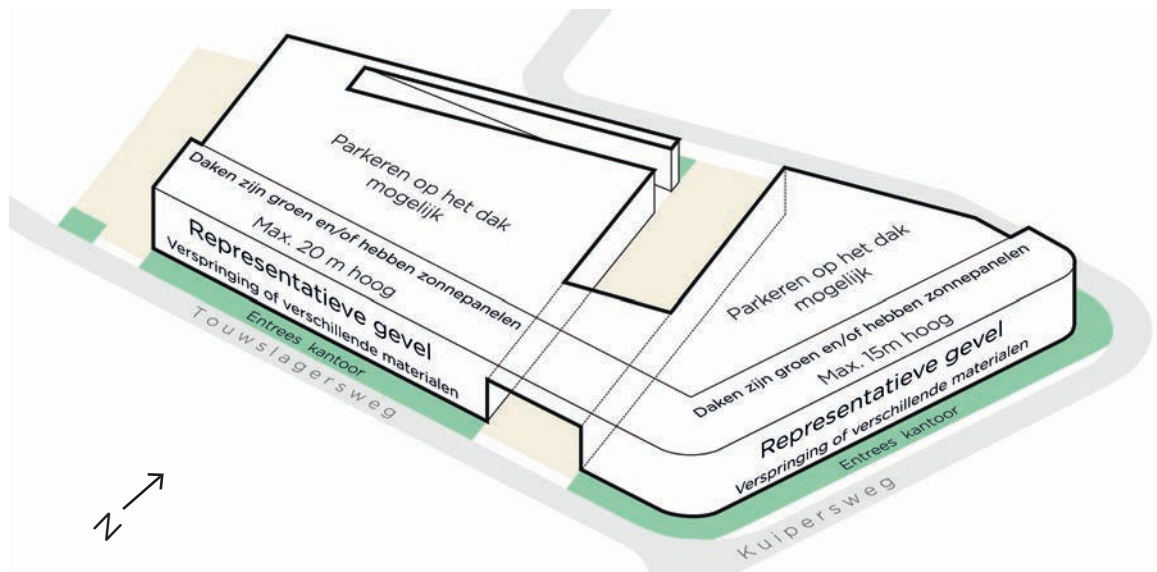 Parkeren op het dak
mogelijk
Daken zijn groen en/of hebben zonnepanelen
Max. 20 m hoog
Representatieve gevel
Verspringing of verschillende materialen
Entrees kantoor
Touwslagersweg
Parkeren op het dak
mogelijk
Daken zijn groen en/of hebben zonnepanelen
Max. 15m hoog
Representatieve gevel
Verspringing of verschillende materialen
Entrees kantoor
Kuipersweg
N